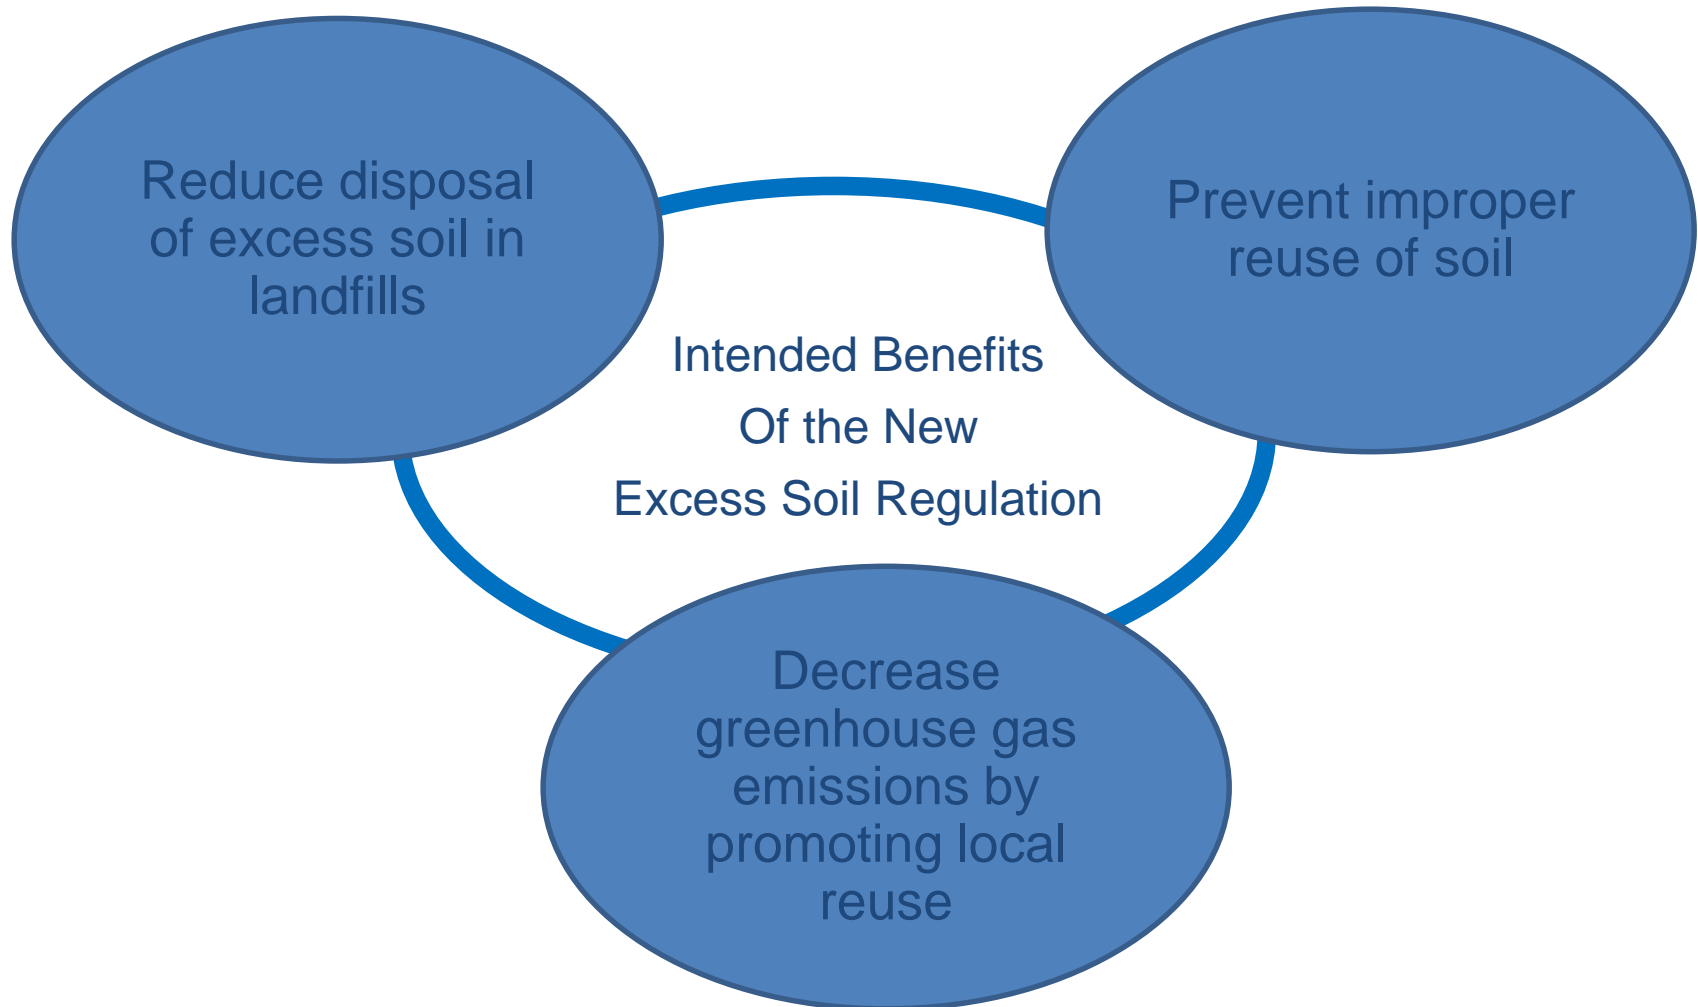 Reduce disposal
of excess soil in
landfills
Prevent improper
reuse of soil
Intended Benefits
Of the New
Excess Soil Regulation
Decrease
greenhouse gas
emissions by
promoting local
reuse